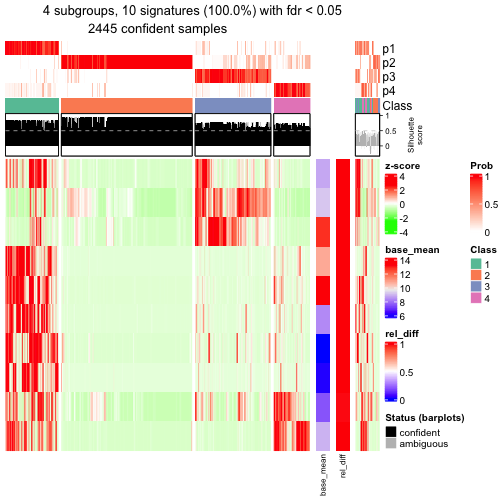 4 subgroups, 10 signatures (100.0%) with fdr < 0.05
2445 confident samples
p1
p2
p3
p4
Class
1
0.5
0
Silhouette
score
z-score
4
2
0
-2
-4
base_mean
14
12
10
8
6
rel_diff
1
0.5
0
Status (barplots)
confident
ambiguous
Prob
1
0.5
0
Class
1
2
3
4
base_mean
rel_diff